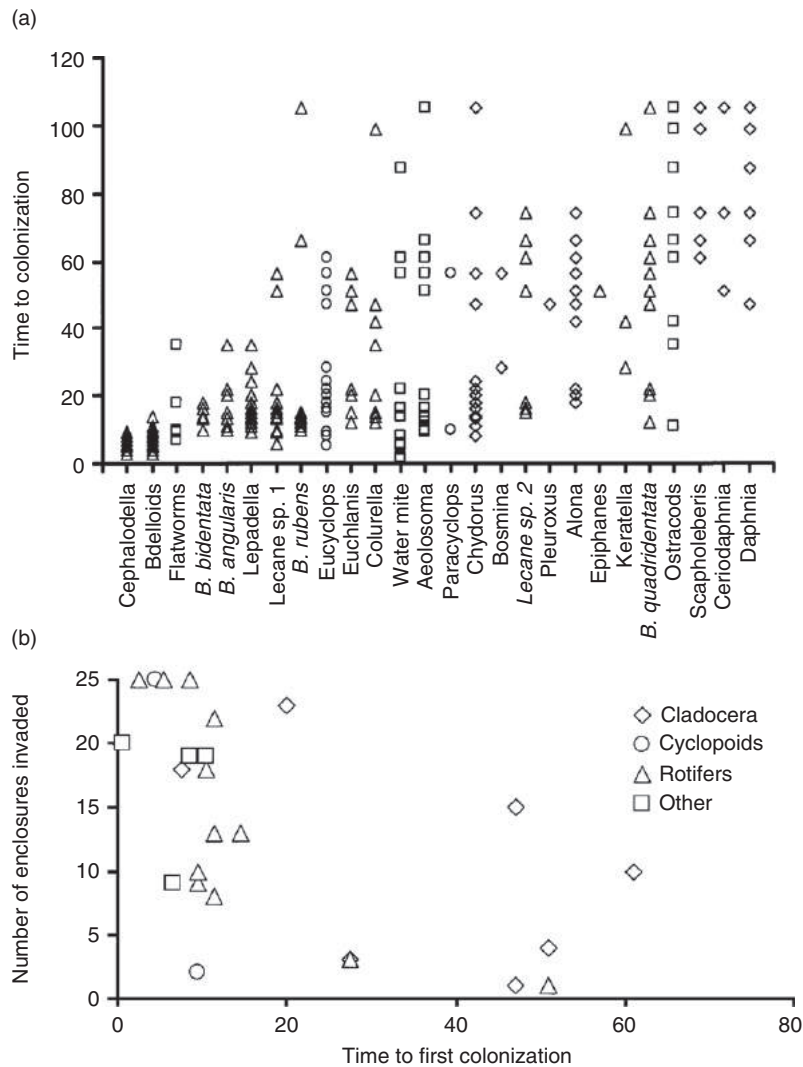 (a)
120
100
80
60
40
20
0
Time to colonization
Cephalodella
Bdelloids
Flatworms
B. bidentata
B. angularis
Lepadella
Lecane sp. 1
B. rubens
Eucyclops
Euchlanis
Colurella
Water mite
Aeolosoma
Paracyclops
Chydorus
Bosmina
Lecane sp. 2
Pleuroxus
Alona
Epiphanes
Keratella
B. quadridentata
Ostracods
Scapholeberis
Ceriodaphnia
Daphnia
(b)
25
20
15
10
5
0
Number of enclosures invaded
Cladocera
Cyclopoids
Rotifers
Other
0 20 40 60 80
Time to first colonization